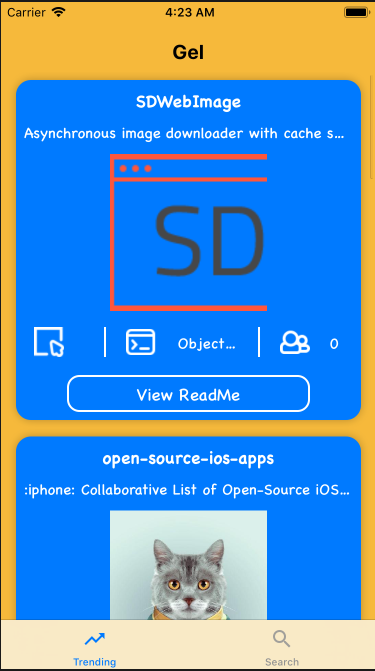 Carrier 4:23 AM
Gel
SDWebImage
Asynchronous image downloader with cache s...
SD
Object... 0
View ReadMe
open-source-ios-apps
:iphone: Collaborative List of Open-Source iOS...
Trending Search